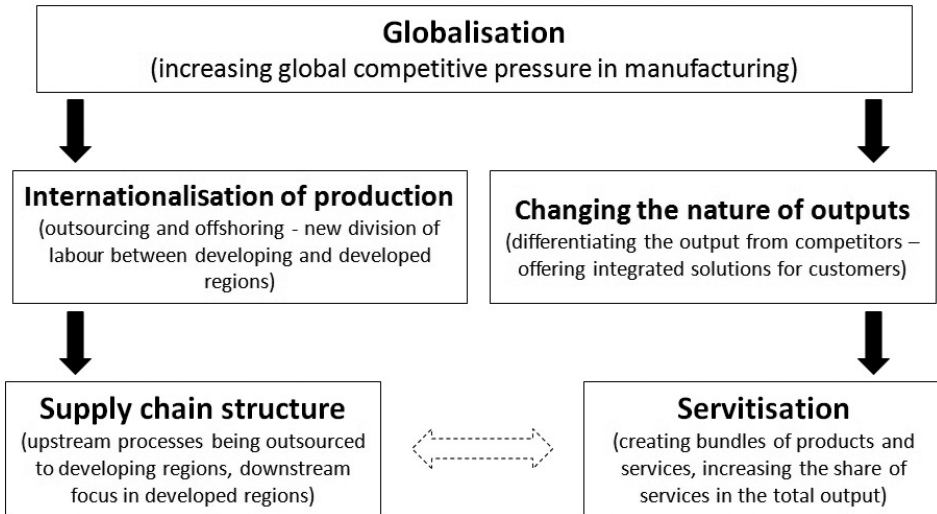 Globalisation
(increasing global competitive pressure in manufacturing)
Internationalisation of production
(outsourcing and offshoring - new division of
labour between developing and developed
regions)
Changing the nature of outputs
(differentiating the output from competitors –
offering integrated solutions for customers)
Supply chain structure
(upstream processes being outsourced
to developing regions, downstream
focus in developed regions)
Servitisation
(creating bundles of products and
services, increasing the share of
services in the total output)